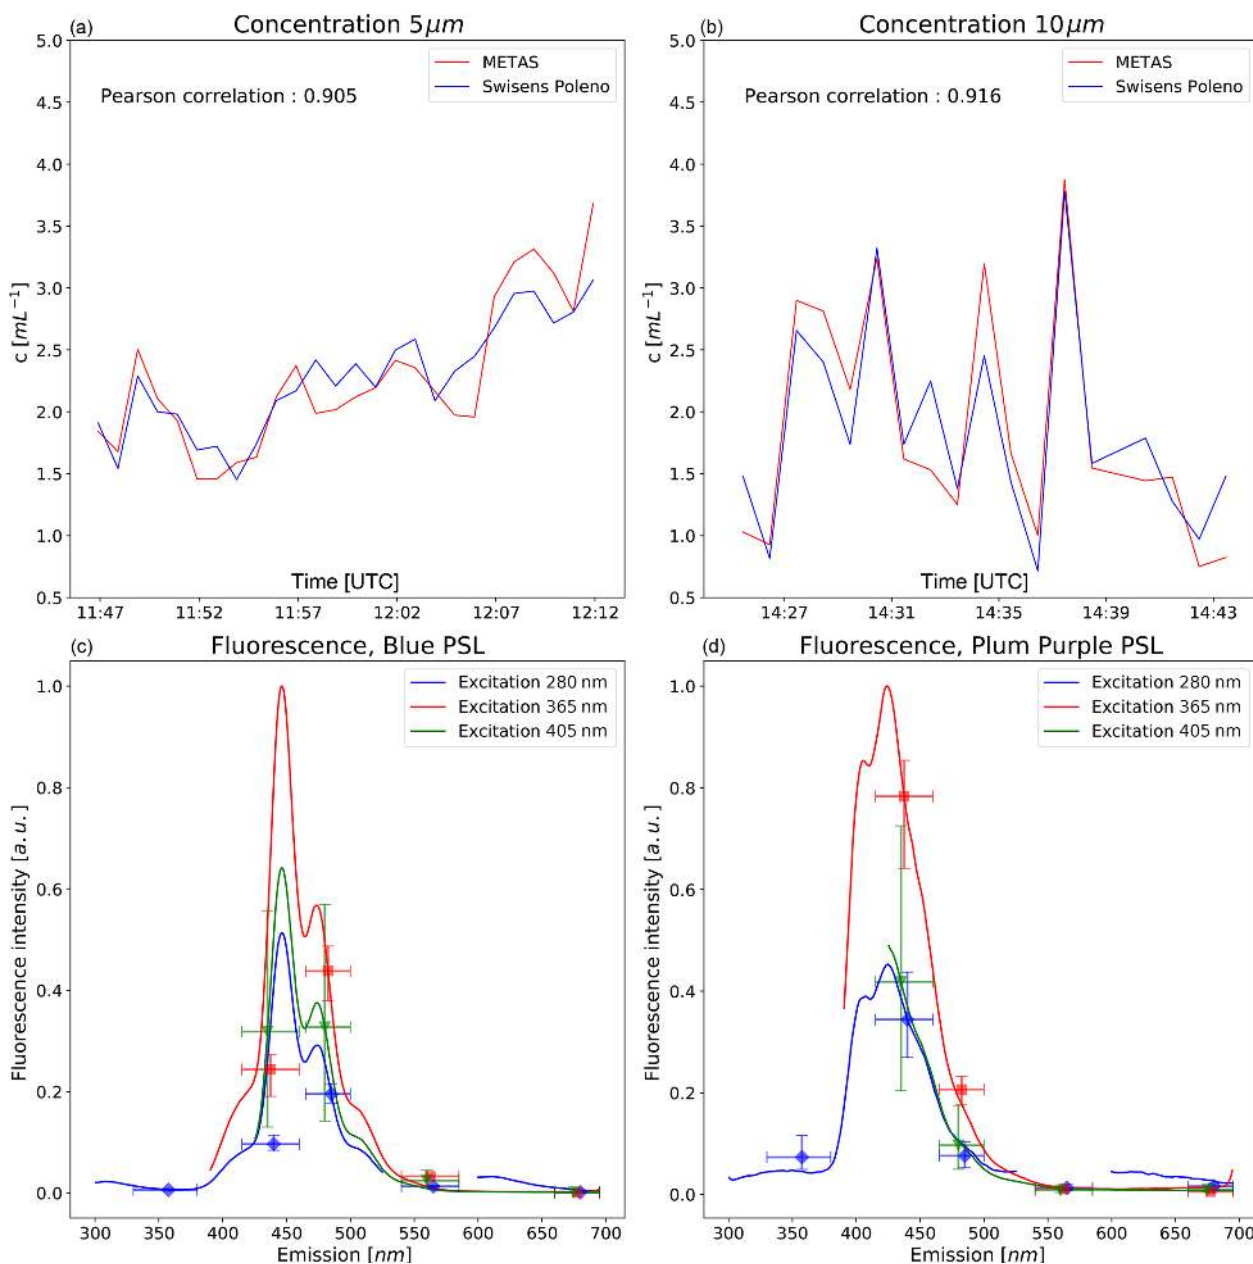 (a)
Concentration 5μm
METAS
Swisens Poleno
Pearson correlation : 0.905
5.0
4.5
4.0
3.5
3.0
2.5
2.0
1.5
1.0
0.5
c [mL⁻¹]
Time [UTC]
11:47 11:52 11:57 12:02 12:07 12:12
(b)
Concentration 10μm
METAS
Swisens Poleno
Pearson correlation : 0.916
5.0
4.5
4.0
3.5
3.0
2.5
2.0
1.5
1.0
0.5
c [mL⁻¹]
Time [UTC]
14:27 14:31 14:35 14:39 14:43
(c)
Fluorescence, Blue PSL
Excitation 280 nm
Excitation 365 nm
Excitation 405 nm
1.0
0.8
0.6
0.4
0.2
0.0
Fluorescence intensity [a.u.]
300 350 400 450 500 550 600 650 700
Emission [nm]
(d)
Fluorescence, Plum Purple PSL
Excitation 280 nm
Excitation 365 nm
Excitation 405 nm
1.0
0.8
0.6
0.4
0.2
0.0
Fluorescence intensity [a.u.]
300 350 400 450 500 550 600 650 700
Emission [nm]